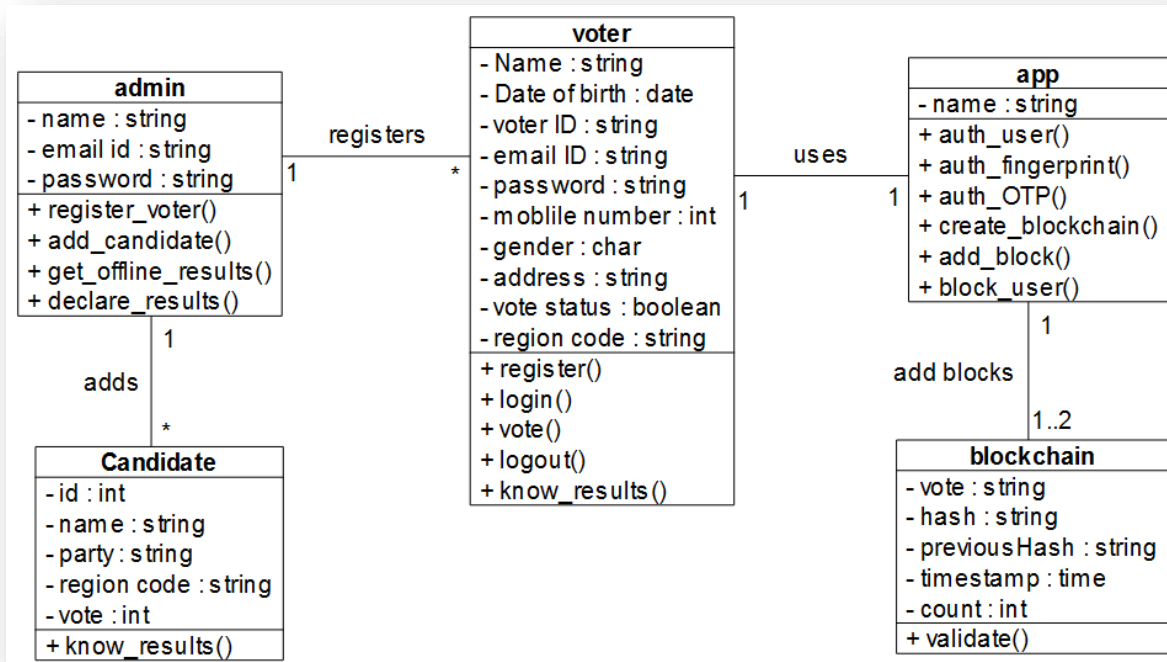 admin
- name : string
- email id : string
- password : string
+ register_voter()
+ add_candidate()
+ get_offline_results()
+ declare_results()
registers
1
*
voter
- Name : string
- Date of birth : date
- voter ID : string
- email ID : string
- password : string
- moblile number : int
- gender : char
- address : string
- vote status : boolean
- region code : string
+ register()
+ login()
+ vote()
+ logout()
+ know_results()
uses
1
1
app
- name : string
+ auth_user()
+ auth_fingerprint()
+ auth_OTP()
+ create_blockchain()
+ add_block()
+ block_user()
1
adds
*
Candidate
- id : int
- name : string
- party : string
- region code : string
- vote : int
+ know_results()
1
add blocks
1..2
blockchain
- vote : string
- hash : string
- previousHash : string
- timestamp : time
- count : int
+ validate()